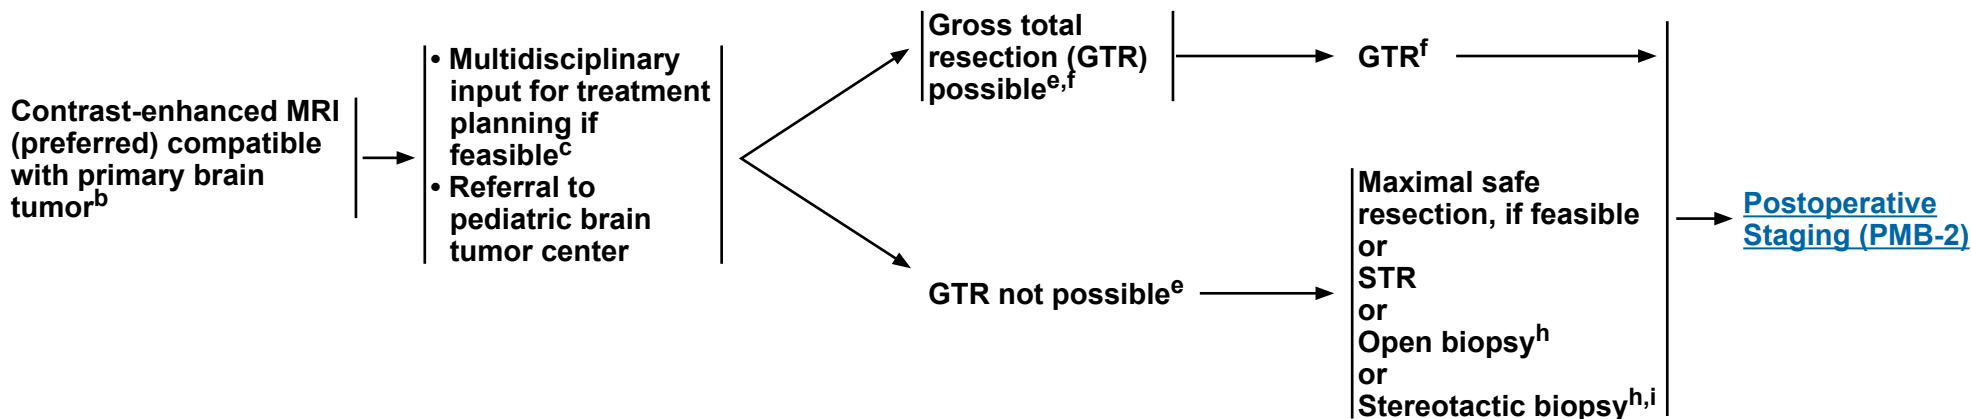 Contrast-enhanced MRI
(preferred) compatible
with primary brain
tumorᵇ
• Multidisciplinary
input for treatment
planning if
feasibleᶜ
• Referral to
pediatric brain
tumor center
Gross total
resection (GTR)
possibleᵉ,ᶠ
GTRᶠ
GTR not possibleᵉ
Maximal safe
resection, if feasible
or
STR
or
Open biopsyʰ
or
Stereotactic biopsyʰ,ⁱ
Postoperative
Staging (PMB-2)